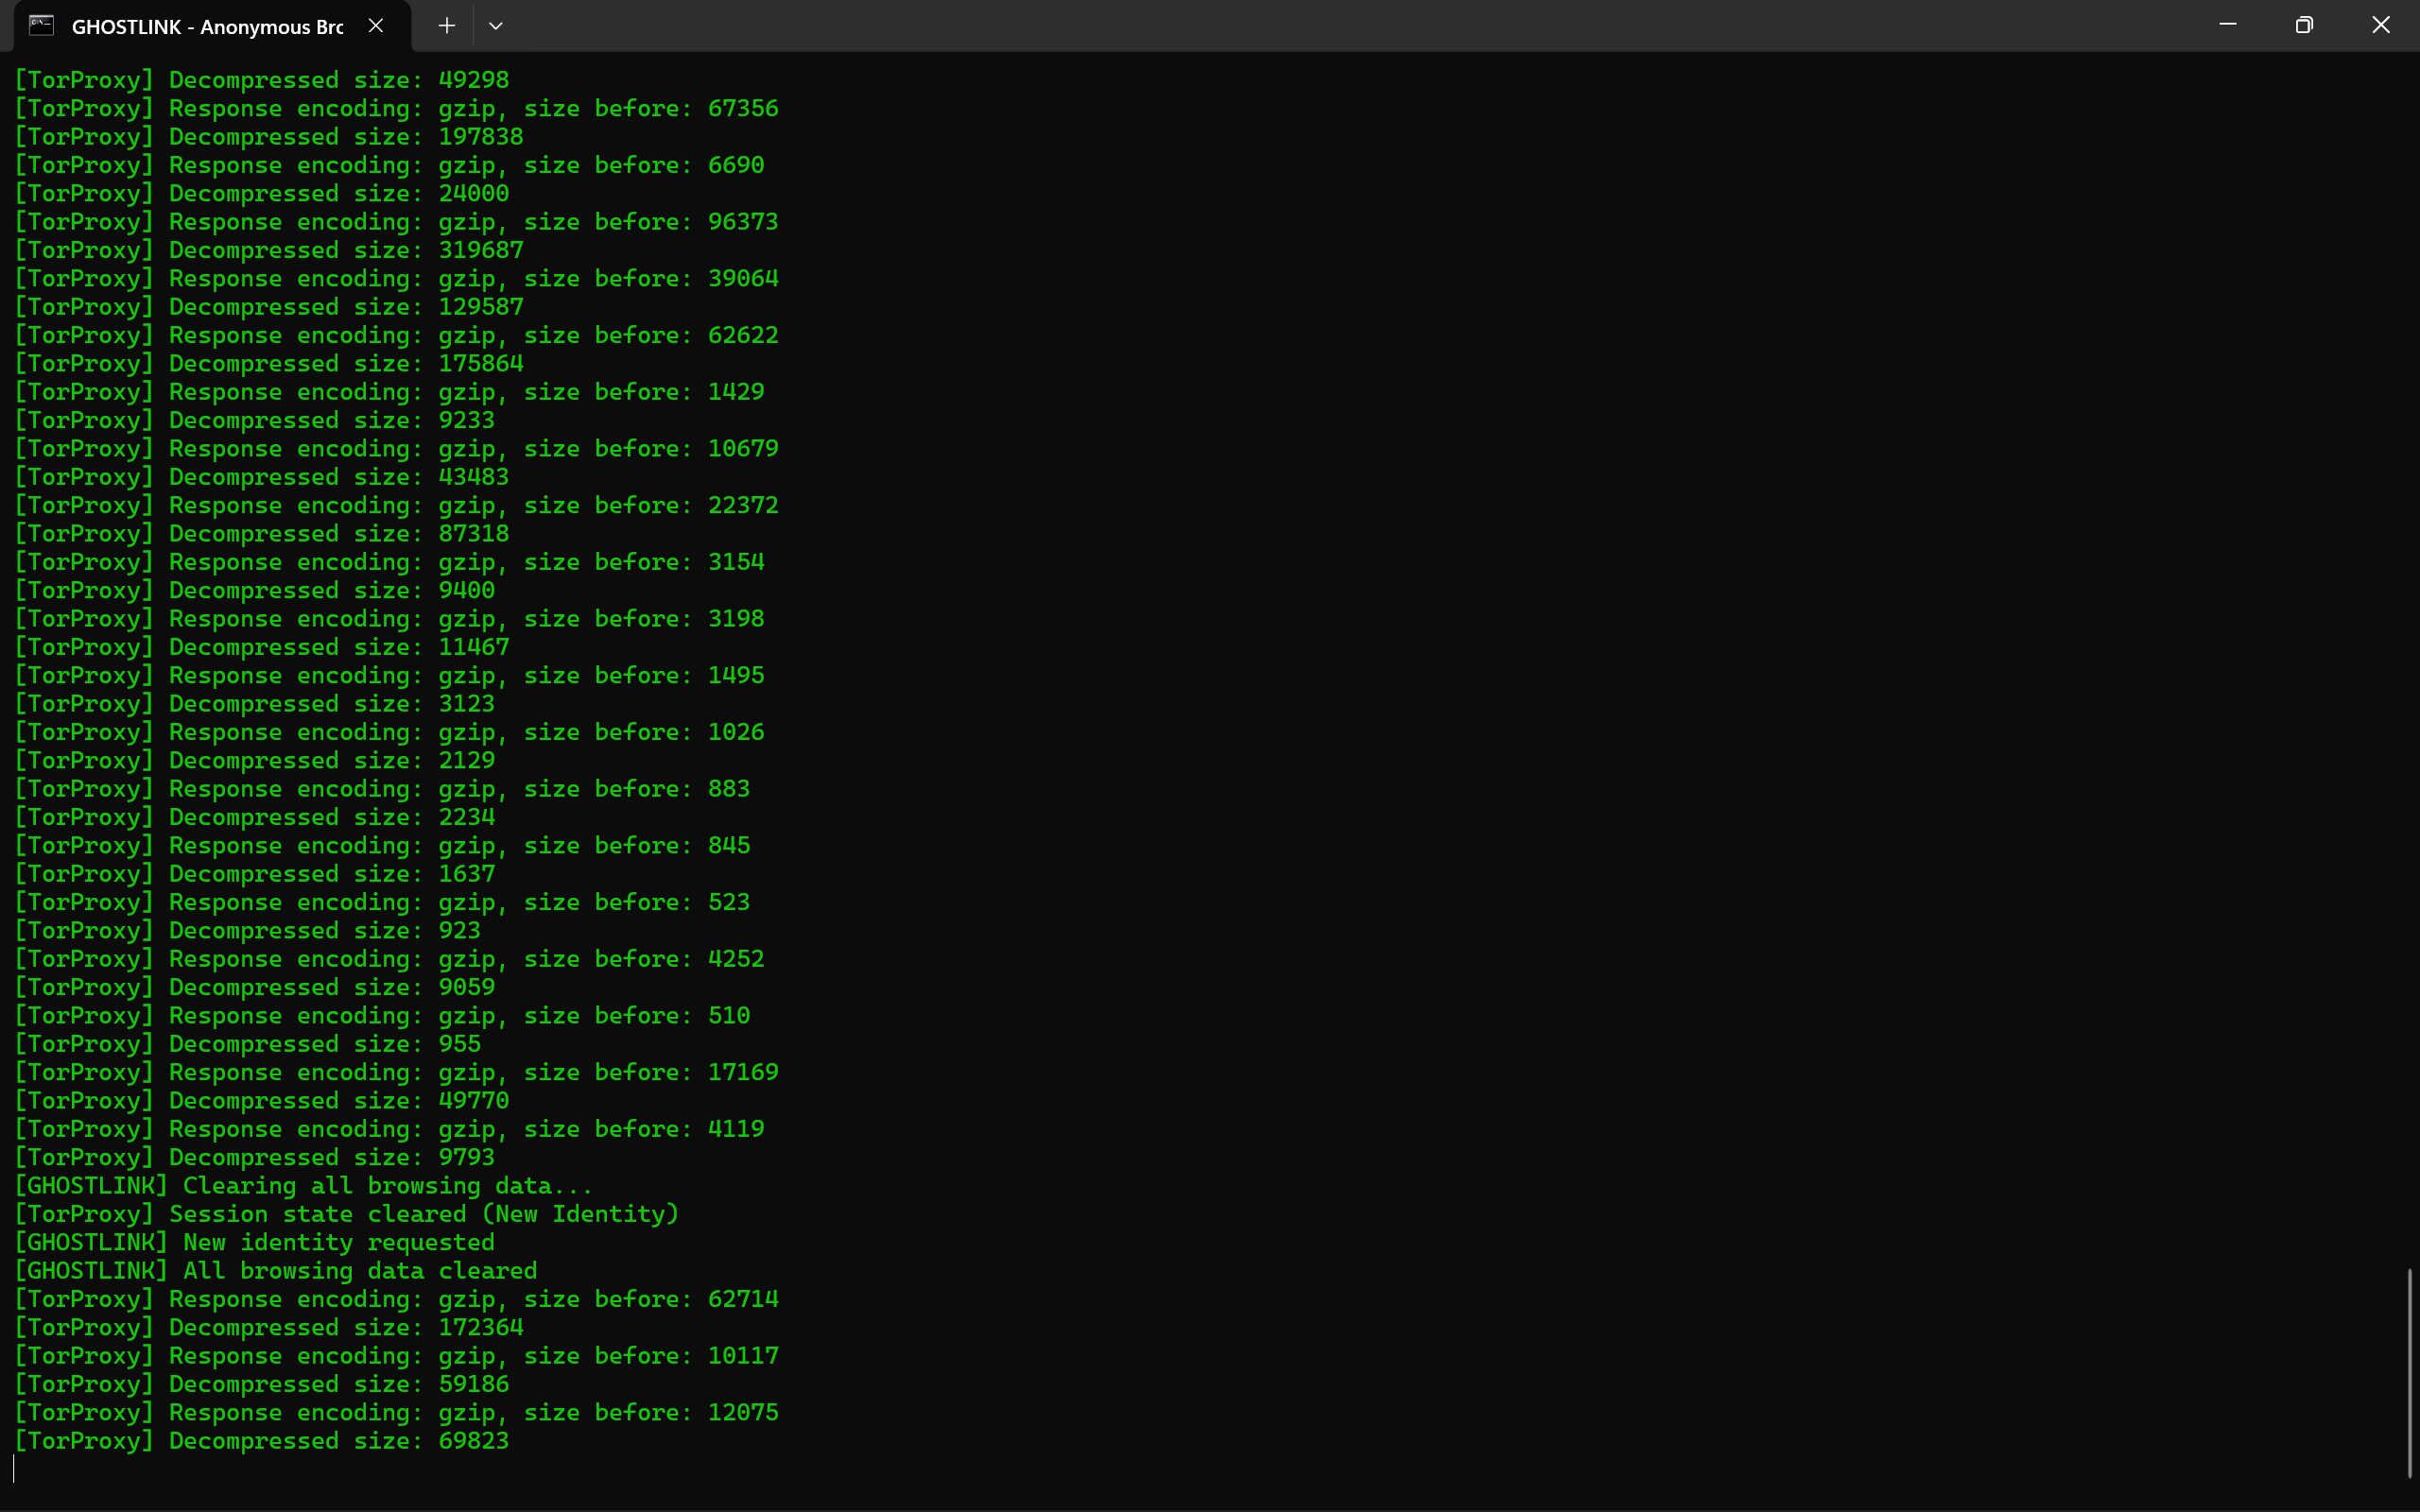 GHOSTLINK - Anonymous Brc
[TorProxy] Decompressed size: 49298
[TorProxy] Response encoding: gzip, size before: 67356
[TorProxy] Decompressed size: 197838
[TorProxy] Response encoding: gzip, size before: 6690
[TorProxy] Decompressed size: 24000
[TorProxy] Response encoding: gzip, size before: 96373
[TorProxy] Decompressed size: 319687
[TorProxy] Response encoding: gzip, size before: 39064
[TorProxy] Decompressed size: 129587
[TorProxy] Response encoding: gzip, size before: 62622
[TorProxy] Decompressed size: 175864
[TorProxy] Response encoding: gzip, size before: 1429
[TorProxy] Decompressed size: 9233
[TorProxy] Response encoding: gzip, size before: 10679
[TorProxy] Decompressed size: 43483
[TorProxy] Response encoding: gzip, size before: 22372
[TorProxy] Decompressed size: 87318
[TorProxy] Response encoding: gzip, size before: 3154
[TorProxy] Decompressed size: 9400
[TorProxy] Response encoding: gzip, size before: 3198
[TorProxy] Decompressed size: 11467
[TorProxy] Response encoding: gzip, size before: 1495
[TorProxy] Decompressed size: 3123
[TorProxy] Response encoding: gzip, size before: 1026
[TorProxy] Decompressed size: 2129
[TorProxy] Response encoding: gzip, size before: 883
[TorProxy] Decompressed size: 2234
[TorProxy] Response encoding: gzip, size before: 845
[TorProxy] Decompressed size: 1637
[TorProxy] Response encoding: gzip, size before: 523
[TorProxy] Decompressed size: 923
[TorProxy] Response encoding: gzip, size before: 4252
[TorProxy] Decompressed size: 9059
[TorProxy] Response encoding: gzip, size before: 510
[TorProxy] Decompressed size: 955
[TorProxy] Response encoding: gzip, size before: 17169
[TorProxy] Decompressed size: 49770
[TorProxy] Response encoding: gzip, size before: 4119
[TorProxy] Decompressed size: 9793
[GHOSTLINK] Clearing all browsing data...
[TorProxy] Session state cleared (New Identity)
[GHOSTLINK] New identity requested
[GHOSTLINK] All browsing data cleared
[TorProxy] Response encoding: gzip, size before: 62714
[TorProxy] Decompressed size: 172364
[TorProxy] Response encoding: gzip, size before: 10117
[TorProxy] Decompressed size: 59186
[TorProxy] Response encoding: gzip, size before: 12075
[TorProxy] Decompressed size: 69823